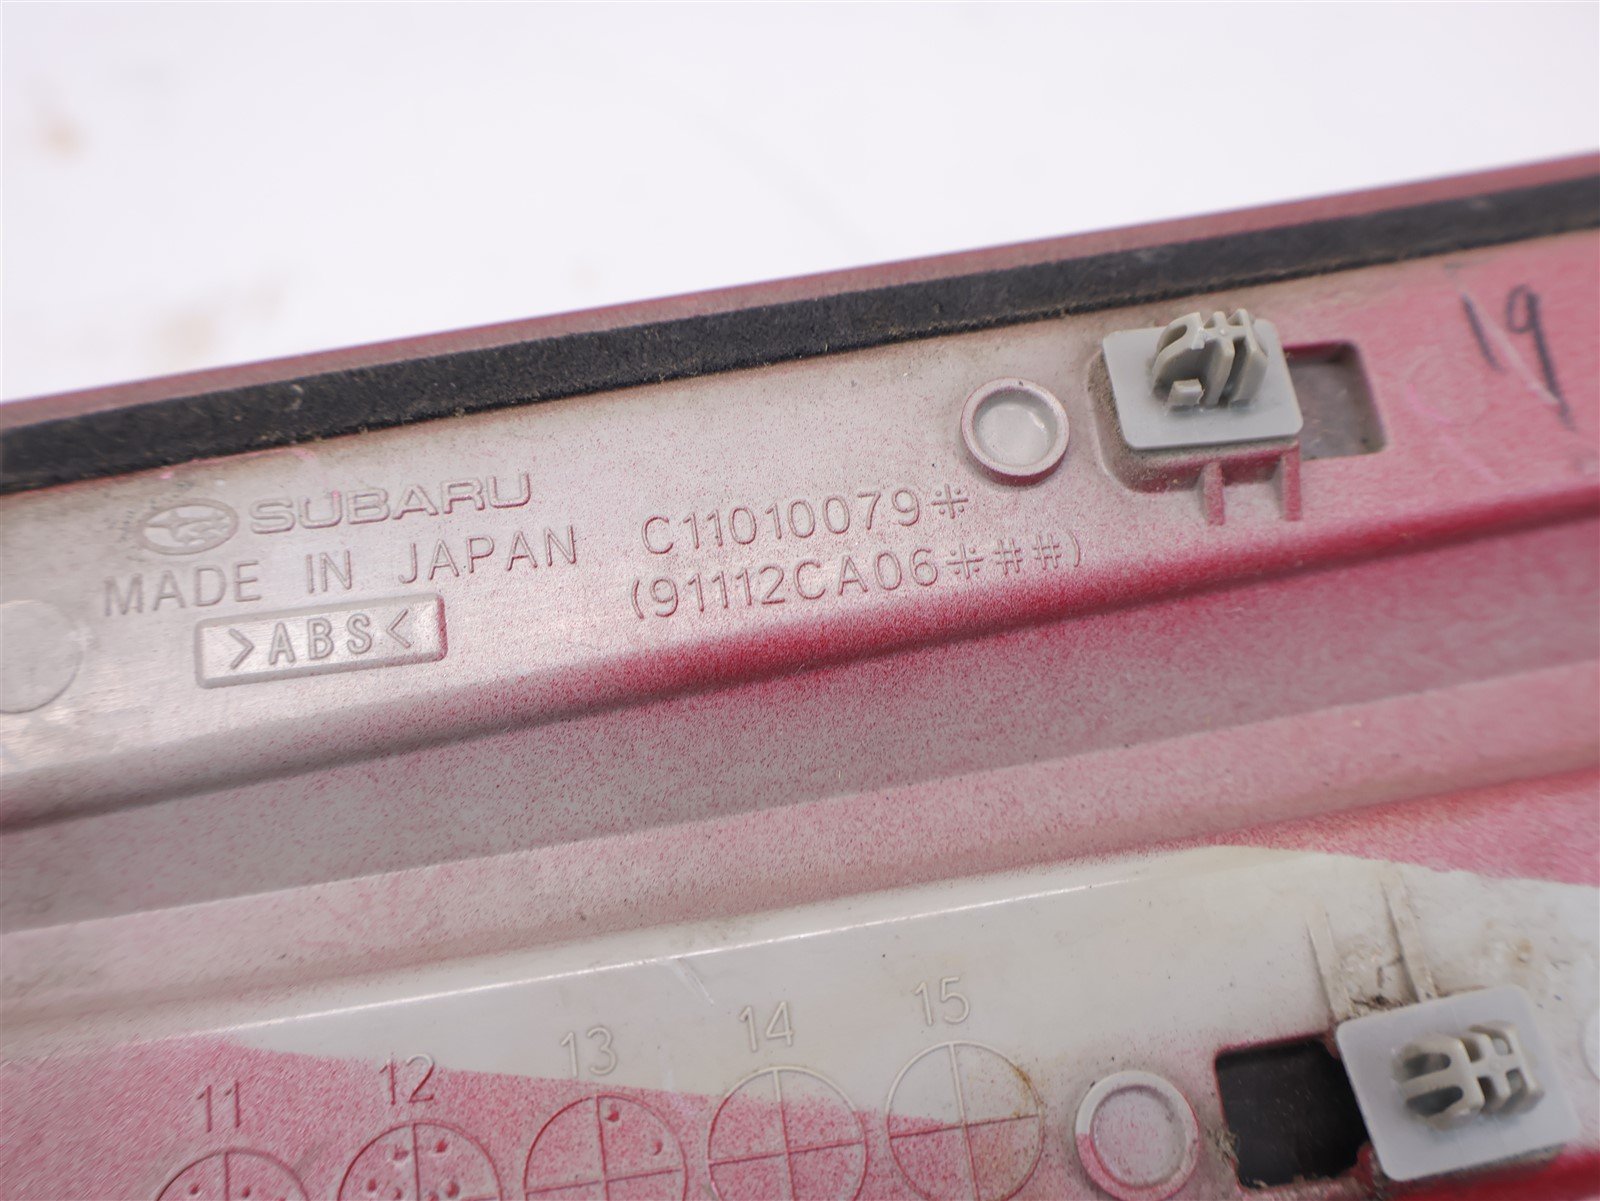 SUBARU
MADE IN JAPAN
>ABS<
C11010079※
(91112CA06※##)
19
11
12
13
14
15